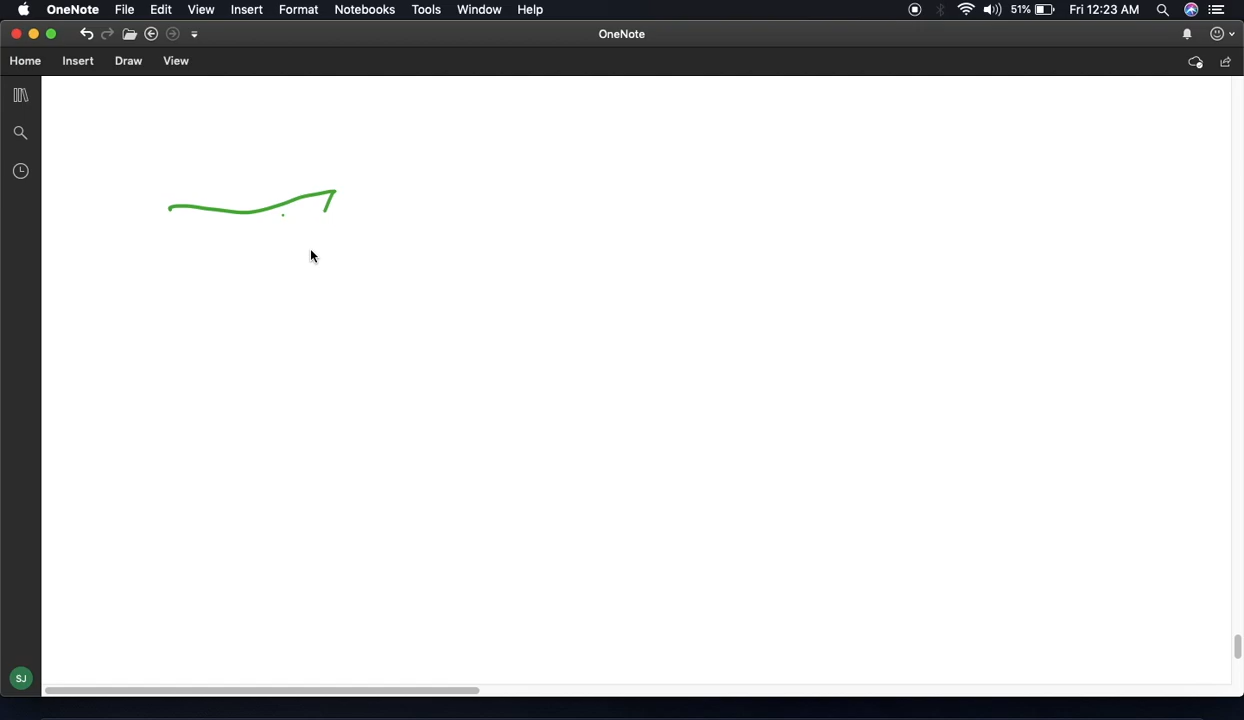 OneNote File Edit View Insert Format Notebooks Tools Window Help 51% Fri 12:23 AM
OneNote
Home Insert Draw View
SJ